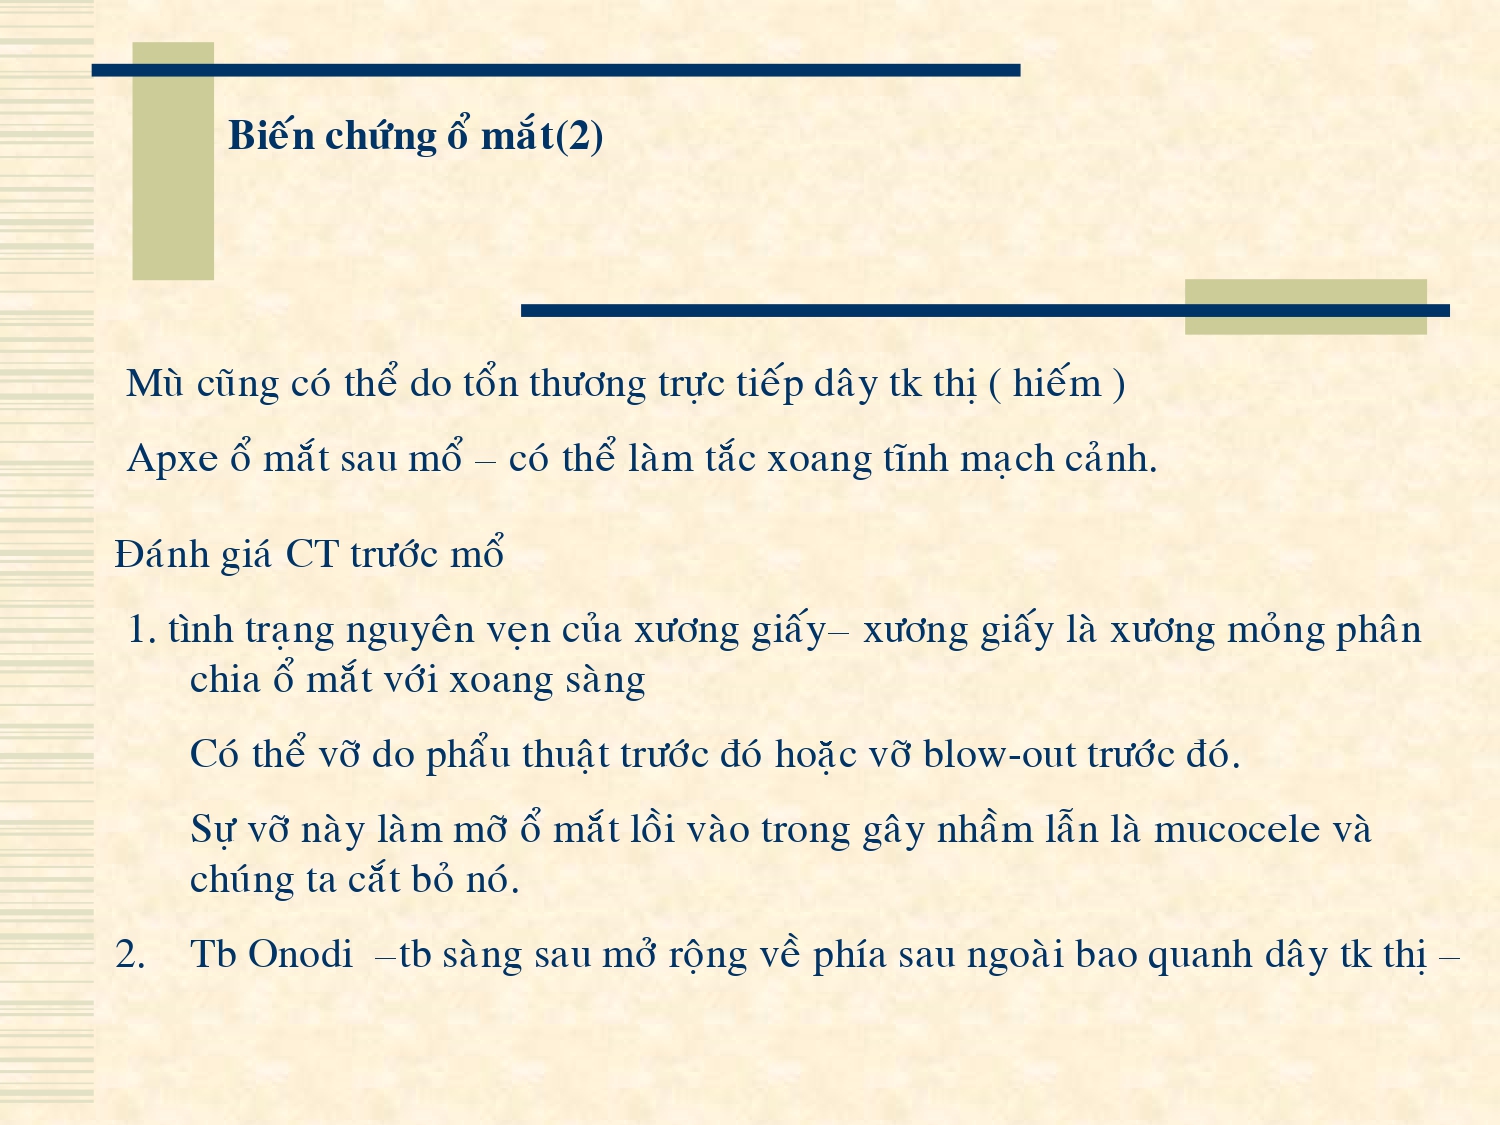 Biến chứng ổ mắt(2)
Mù cũng có thể do tổn thương trực tiếp dây tk thị ( hiếm )
Apxe ổ mắt sau mổ – có thể làm tắc xoang tĩnh mạch cảnh.
Đánh giá CT trước mổ
1. tình trạng nguyên vẹn của xương giấy– xương giấy là xương mỏng phân
chia ổ mắt với xoang sàng
Có thể vỡ do phẩu thuật trước đó hoặc vỡ blow-out trước đó.
Sự vỡ này làm mỡ ổ mắt lồi vào trong gây nhầm lẫn là mucocele và
chúng ta cắt bỏ nó.
2. Tb Onodi –tb sàng sau mở rộng về phía sau ngoài bao quanh dây tk thị –